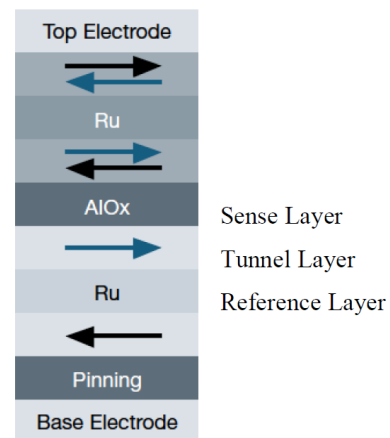 Top Electrode
Ru
AlOx
Sense Layer
Tunnel Layer
Ru
Reference Layer
Pinning
Base Electrode